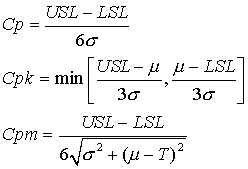 Cp = USL − LSL / 6σ
Cpk = min [ USL − μ / 3σ , μ − LSL / 3σ ]
Cpm = USL − LSL / 6√σ² + (μ − T)²